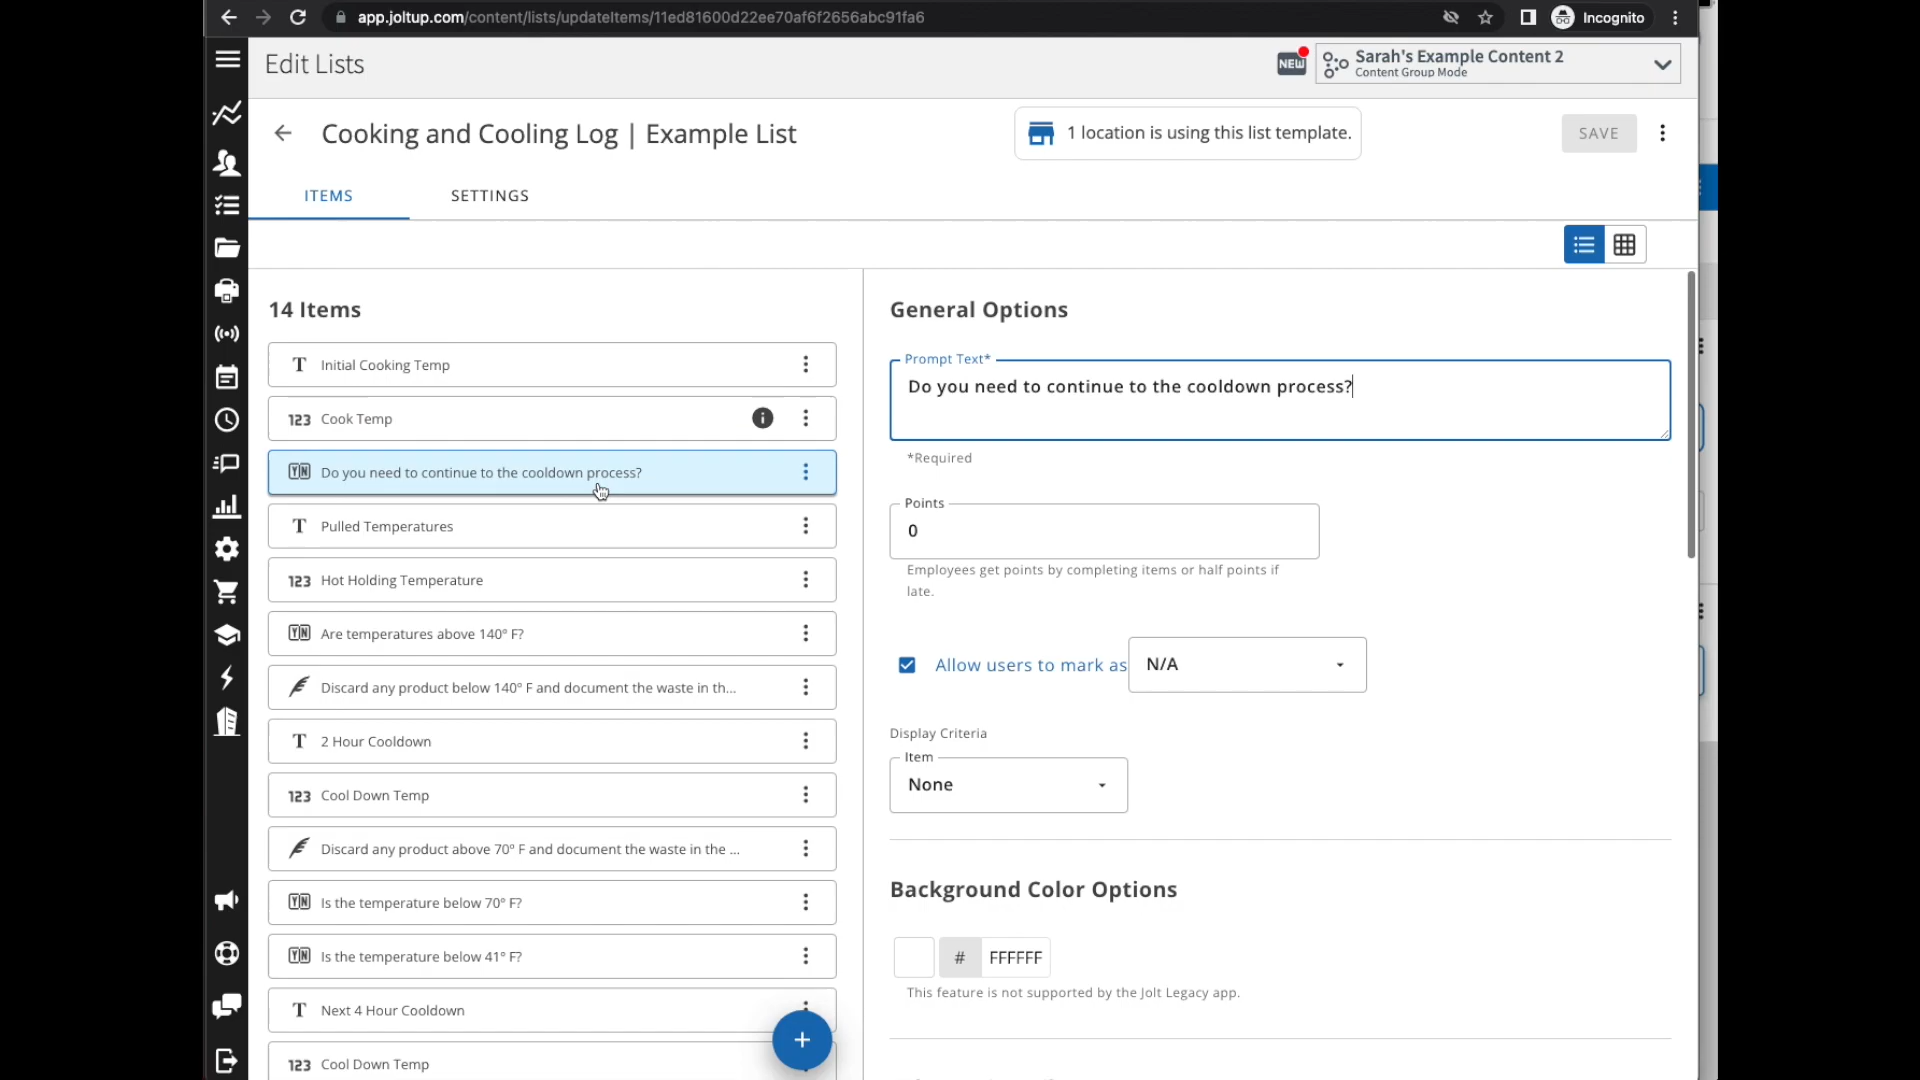 app.joltup.com/content/lists/updateItems/11ed81600d22ee70af6f2656abc91fa6
Incognito
Edit Lists
NEW
Sarah's Example Content 2
Content Group Mode
Cooking and Cooling Log | Example List
1 location is using this list template.
SAVE
ITEMS
SETTINGS
14 Items
T Initial Cooking Temp
123 Cook Temp
YN Do you need to continue to the cooldown process?
T Pulled Temperatures
123 Hot Holding Temperature
YN Are temperatures above 140° F?
Discard any product below 140° F and document the waste in th...
T 2 Hour Cooldown
123 Cool Down Temp
Discard any product above 70° F and document the waste in the ...
YN Is the temperature below 70° F?
YN Is the temperature below 41° F?
T Next 4 Hour Cooldown
123 Cool Down Temp
+
General Options
Prompt Text*
Do you need to continue to the cooldown process?
*Required
Points
0
Employees get points by completing items or half points if
late.
Allow users to mark as
N/A
Display Criteria
Item
None
Background Color Options
# FFFFFF
This feature is not supported by the Jolt Legacy app.